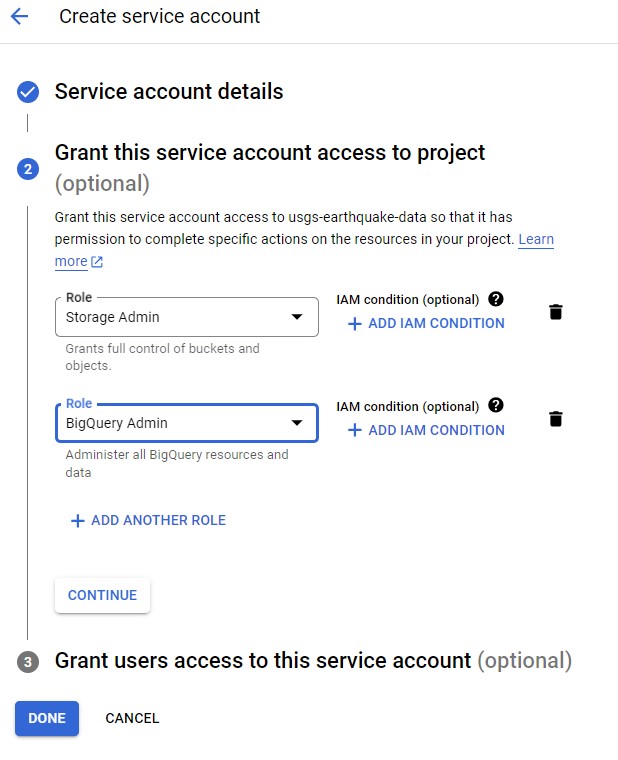 Create service account
Service account details
2
Grant this service account access to project
(optional)
Grant this service account access to usgs-earthquake-data so that it has
permission to complete specific actions on the resources in your project. Learn
more
Role
Storage Admin
Grants full control of buckets and
objects.
IAM condition (optional) ?
+ ADD IAM CONDITION
Role
BigQuery Admin
Administer all BigQuery resources and
data
IAM condition (optional) ?
+ ADD IAM CONDITION
+ ADD ANOTHER ROLE
CONTINUE
3
Grant users access to this service account (optional)
DONE CANCEL